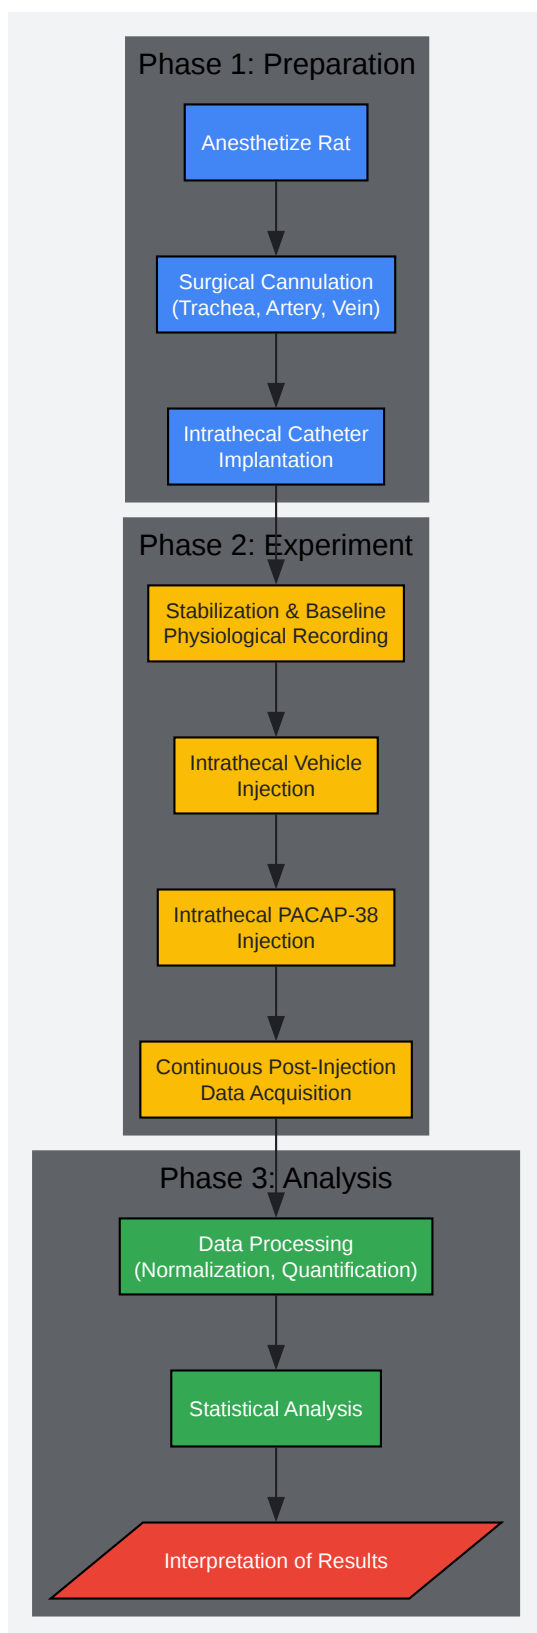 Phase 1: Preparation
Anesthetize Rat
Surgical Cannulation
(Trachea, Artery, Vein)
Intrathecal Catheter
Implantation
Phase 2: Experiment
Stabilization & Baseline
Physiological Recording
Intrathecal Vehicle
Injection
Intrathecal PACAP-38
Injection
Continuous Post-Injection
Data Acquisition
Phase 3: Analysis
Data Processing
(Normalization, Quantification)
Statistical Analysis
Interpretation of Results